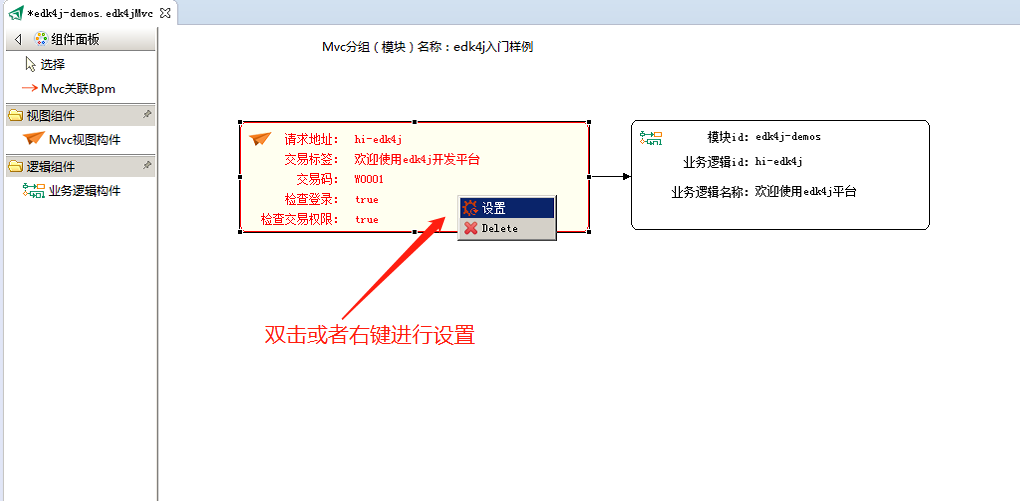 *edk4j-demos.edk4jMvc
组件面板
选择
Mvc关联Bpm
视图组件
Mvc视图构件
逻辑组件
业务逻辑构件
Mvc分组（模块）名称：edk4j入门样例
请求地址： hi-edk4j
交易标签： 欢迎使用edk4j开发平台
交易码： W0001
检查登录： true
检查交易权限： true
设置
Delete
模块id: edk4j-demos
业务逻辑id: hi-edk4j
业务逻辑名称: 欢迎使用edk4j平台
双击或者右键进行设置